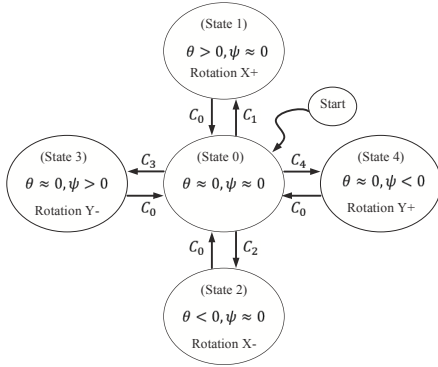 (State 1)
θ > 0, ψ ≈ 0
Rotation X+
Start
C₀
C₁
(State 3)
θ ≈ 0, ψ > 0
Rotation Y-
C₃
C₀
(State 0)
θ ≈ 0, ψ ≈ 0
C₄
C₀
(State 4)
θ ≈ 0, ψ < 0
Rotation Y+
C₀
C₂
(State 2)
θ < 0, ψ ≈ 0
Rotation X-